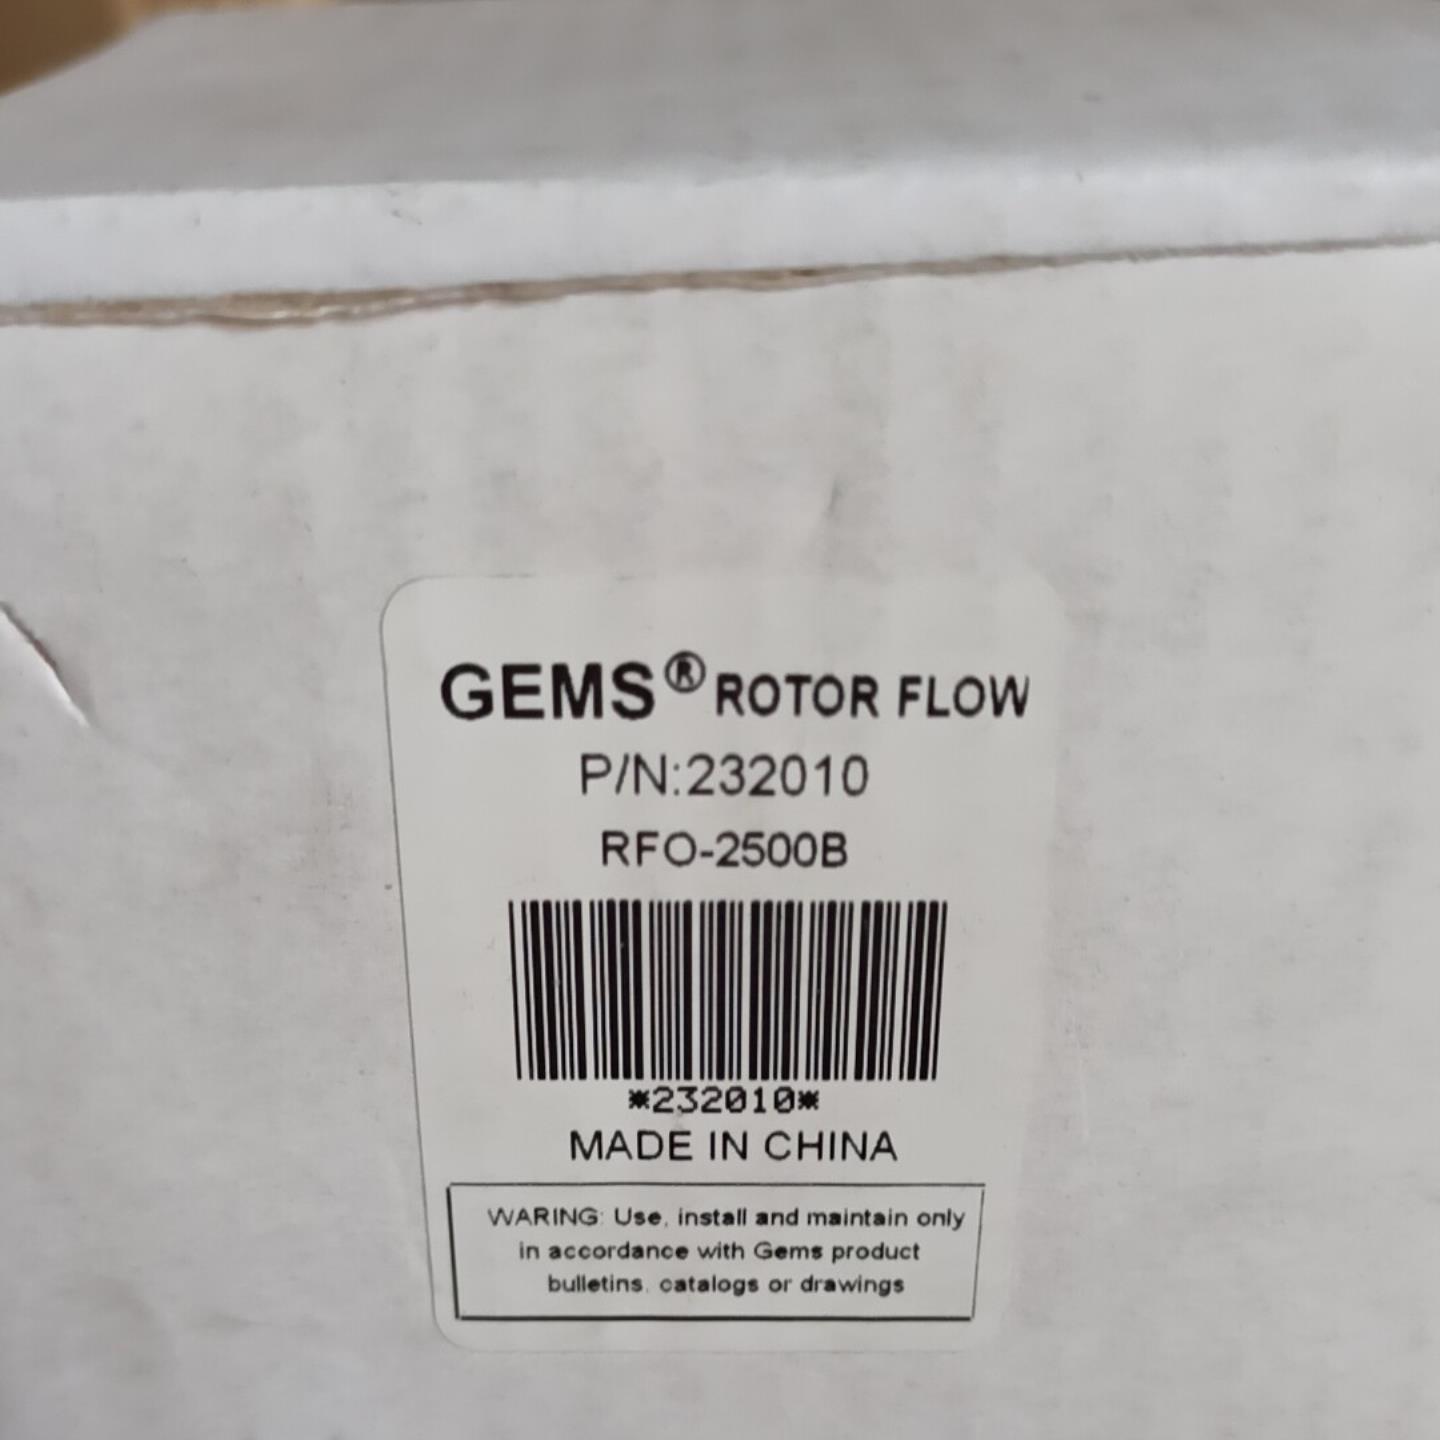 GEMS® ROTOR FLOW
P/N:232010
RFO-2500B
*232010*
MADE IN CHINA
WARING: Use, install and maintain only
in accordance with Gems product
bulletins, catalogs or drawings